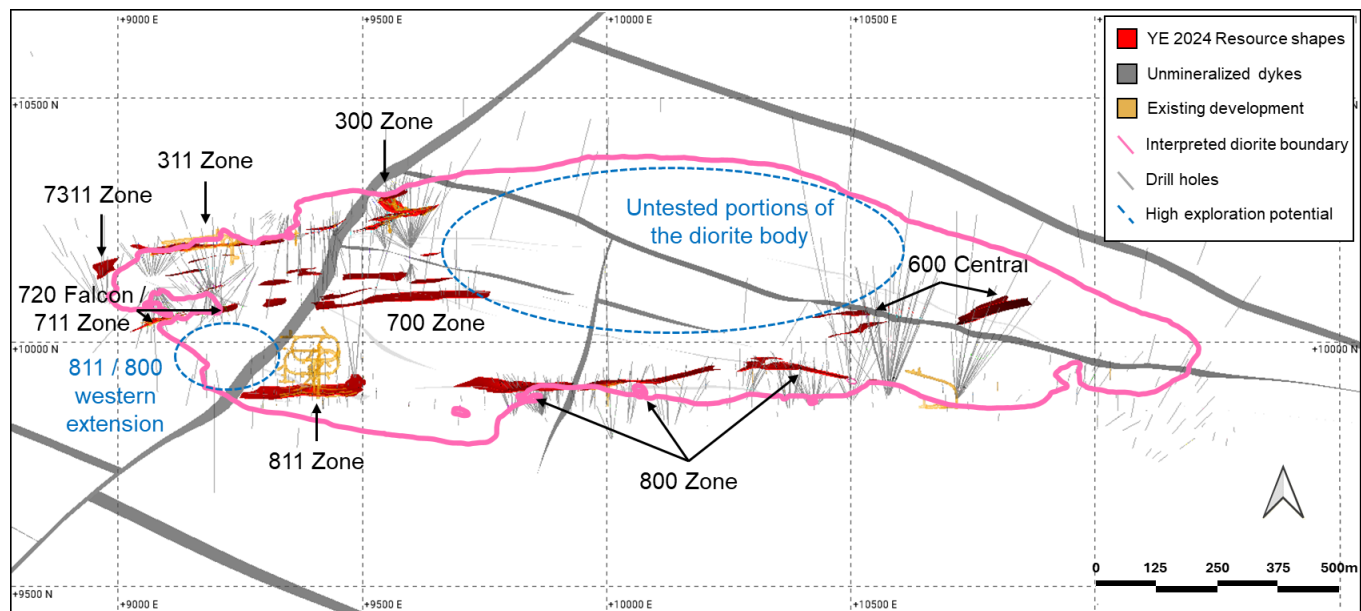 +9000 E
+9500 E
+10000 E
+10500 E
+10500 N
YE 2024 Resource shapes
Unmineralized dykes
Existing development
Interpreted diorite boundary
Drill holes
High exploration potential
300 Zone
311 Zone
7311 Zone
Untested portions of
the diorite body
600 Central
720 Falcon /
711 Zone
700 Zone
+10000 N
+10000 N
811 / 800
western
extension
811 Zone
800 Zone
0 125 250 375 500m
+9500 N
+9000 E
+9500 E
+10000 E
+10500 E